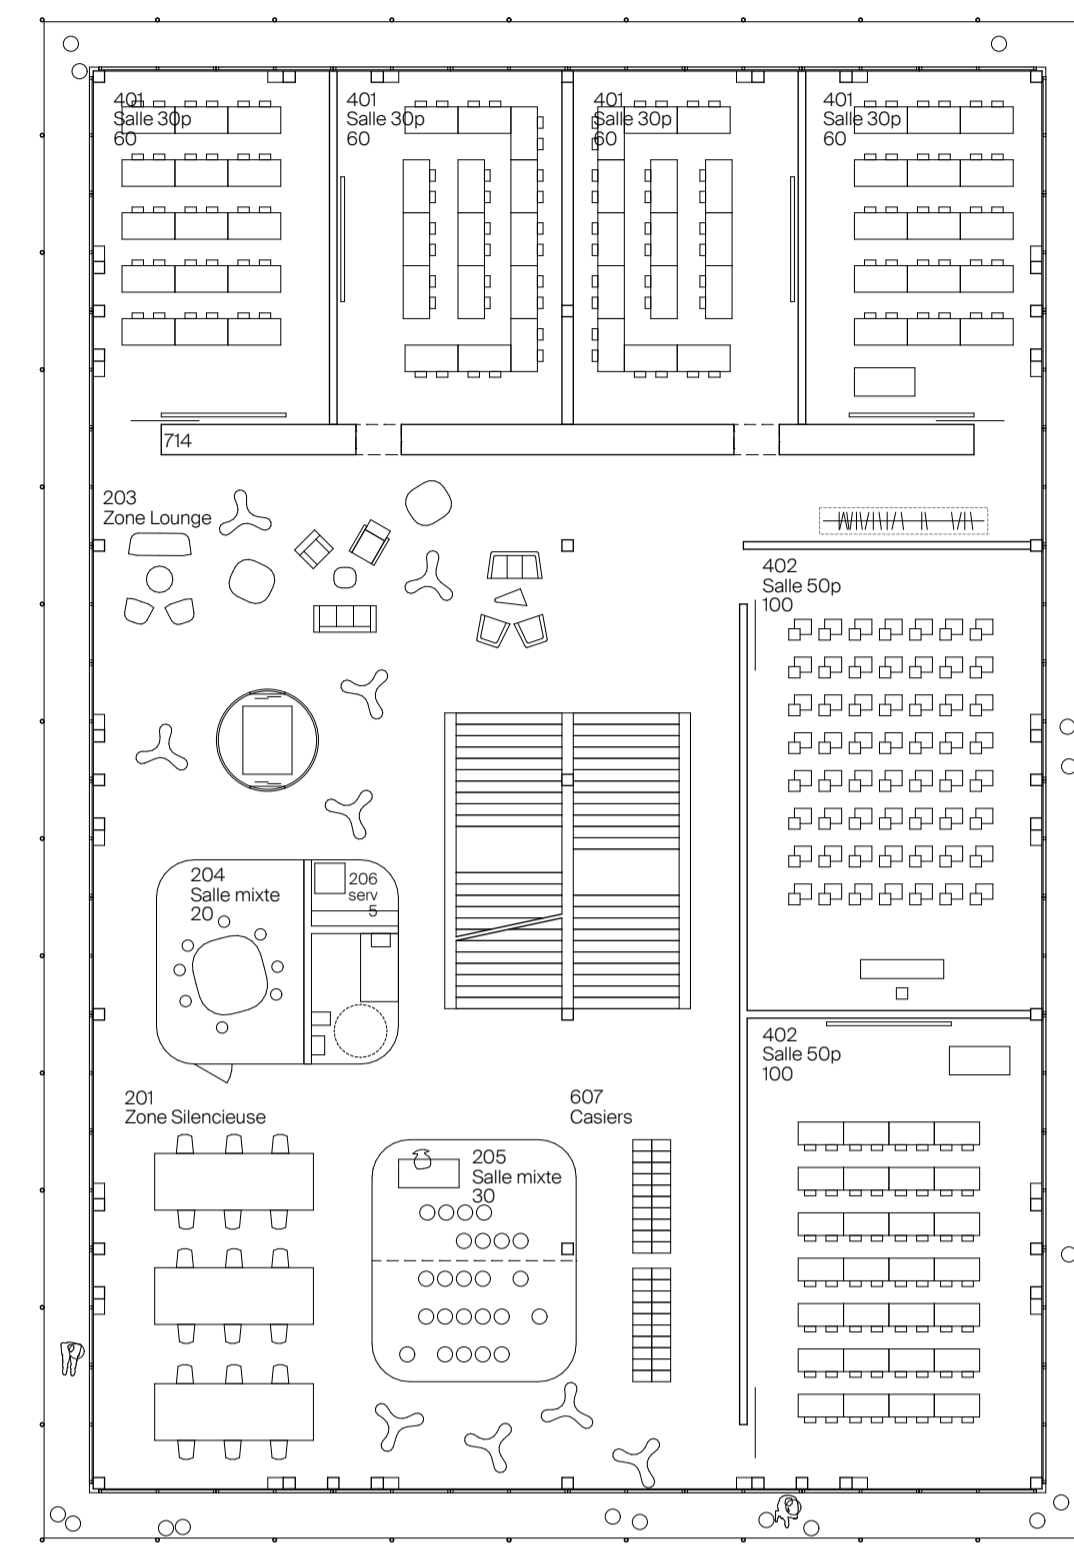 401
Salle 30p
60
401
Salle 30p
60
401
Salle 30p
60
401
Salle 30p
60
714
203
Zone Lounge
402
Salle 50p
100
204
Salle mixte
20
206
serv
5
402
Salle 50p
100
201
Zone Silencieuse
607
Casiers
205
Salle mixte
30